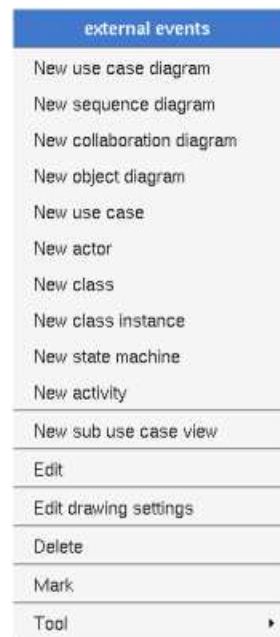 external events
New use case diagram
New sequence diagram
New collaboration diagram
New object diagram
New use case
New actor
New class
New class instance
New state machine
New activity
New sub use case view
Edit
Edit drawing settings
Delete
Mark
Tool